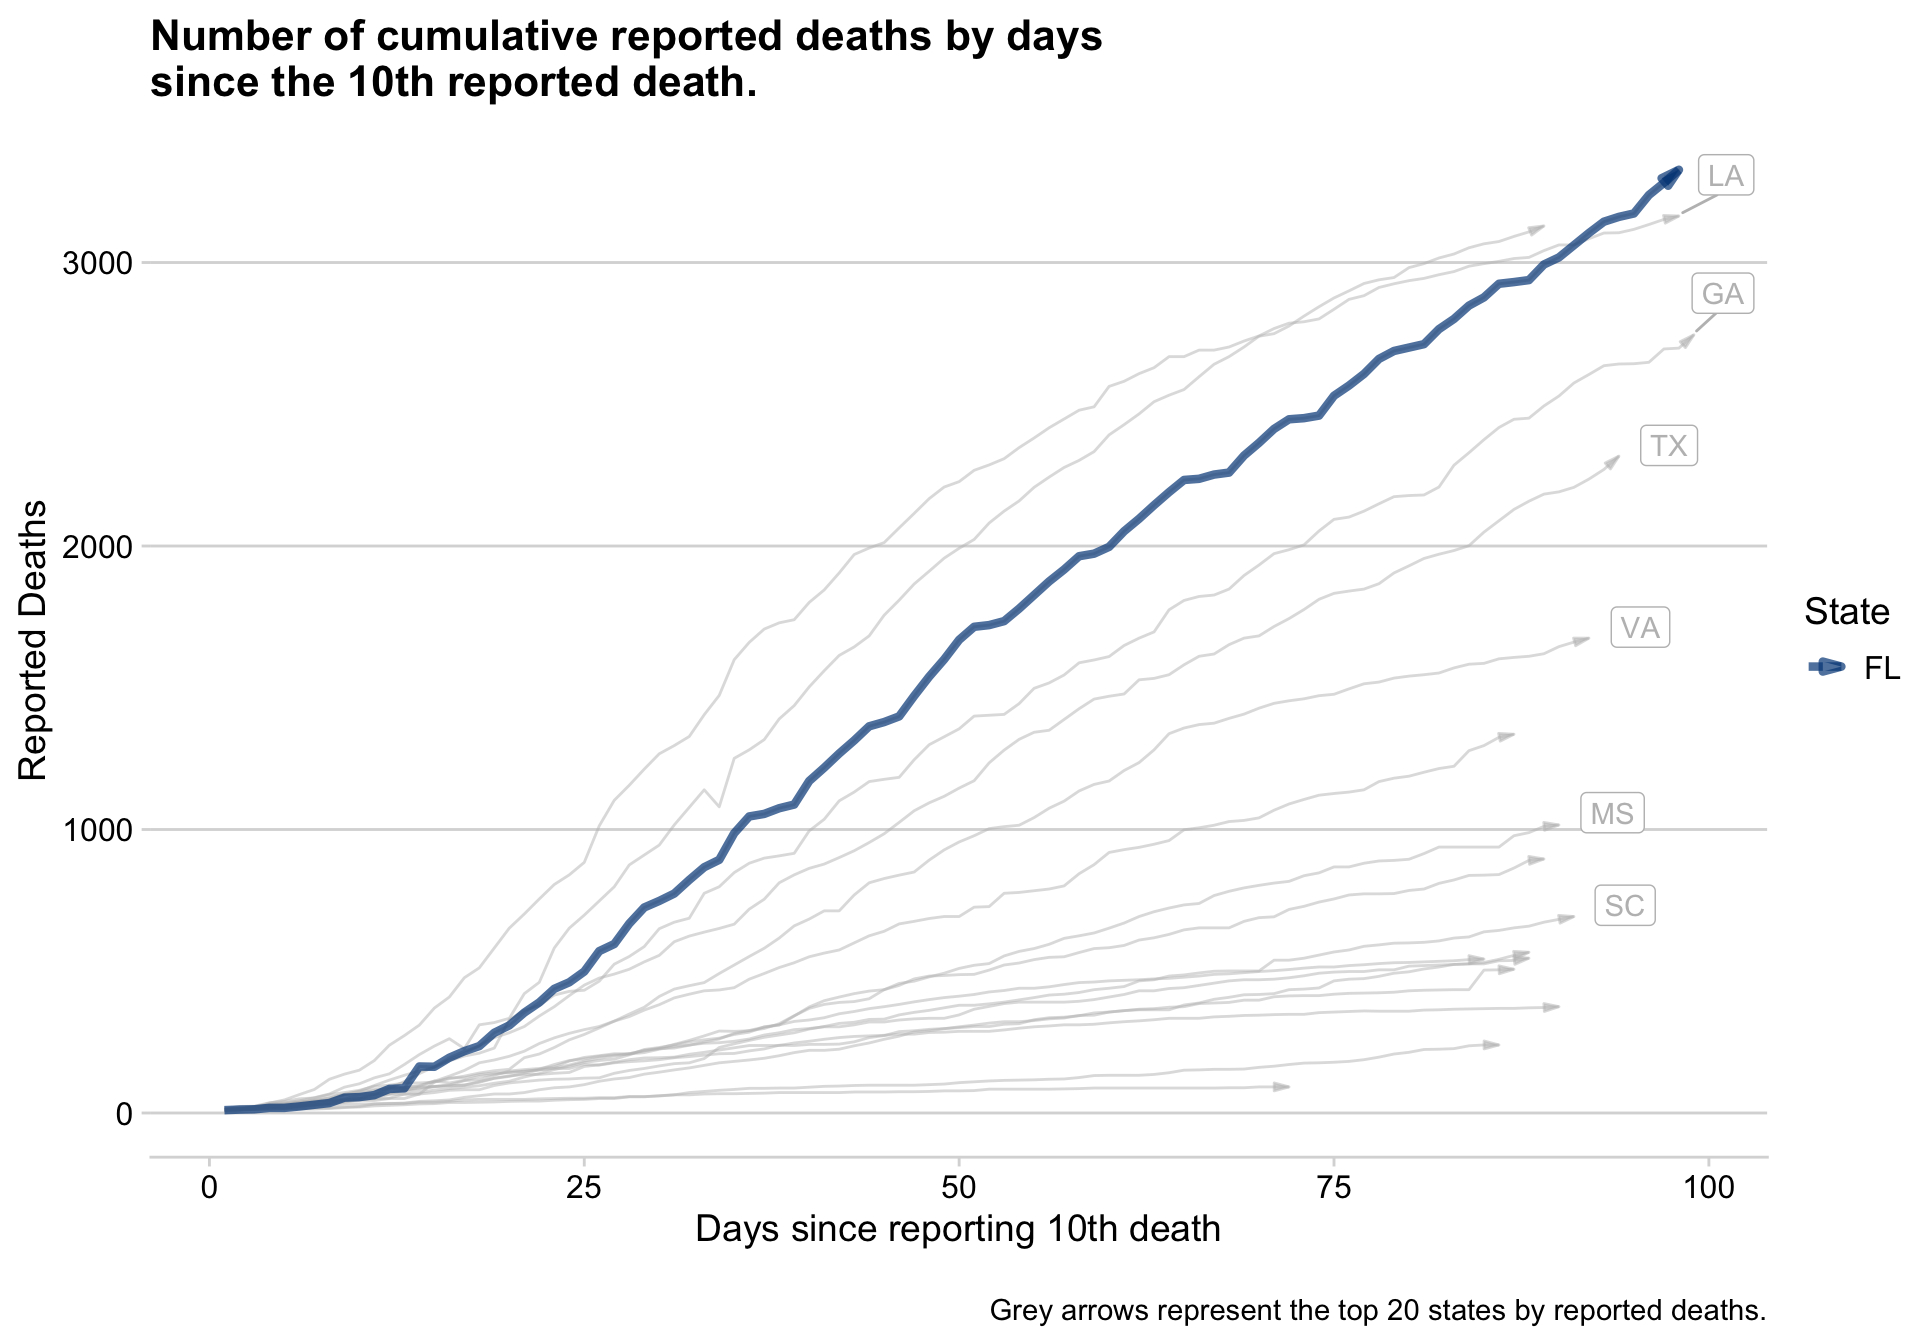 Number of cumulative reported deaths by days
since the 10th reported death.
LA
GA
TX
VA
MS
SC
3000
2000
1000
0
Reported Deaths
0 25 50 75 100
Days since reporting 10th death
State
FL
Grey arrows represent the top 20 states by reported deaths.